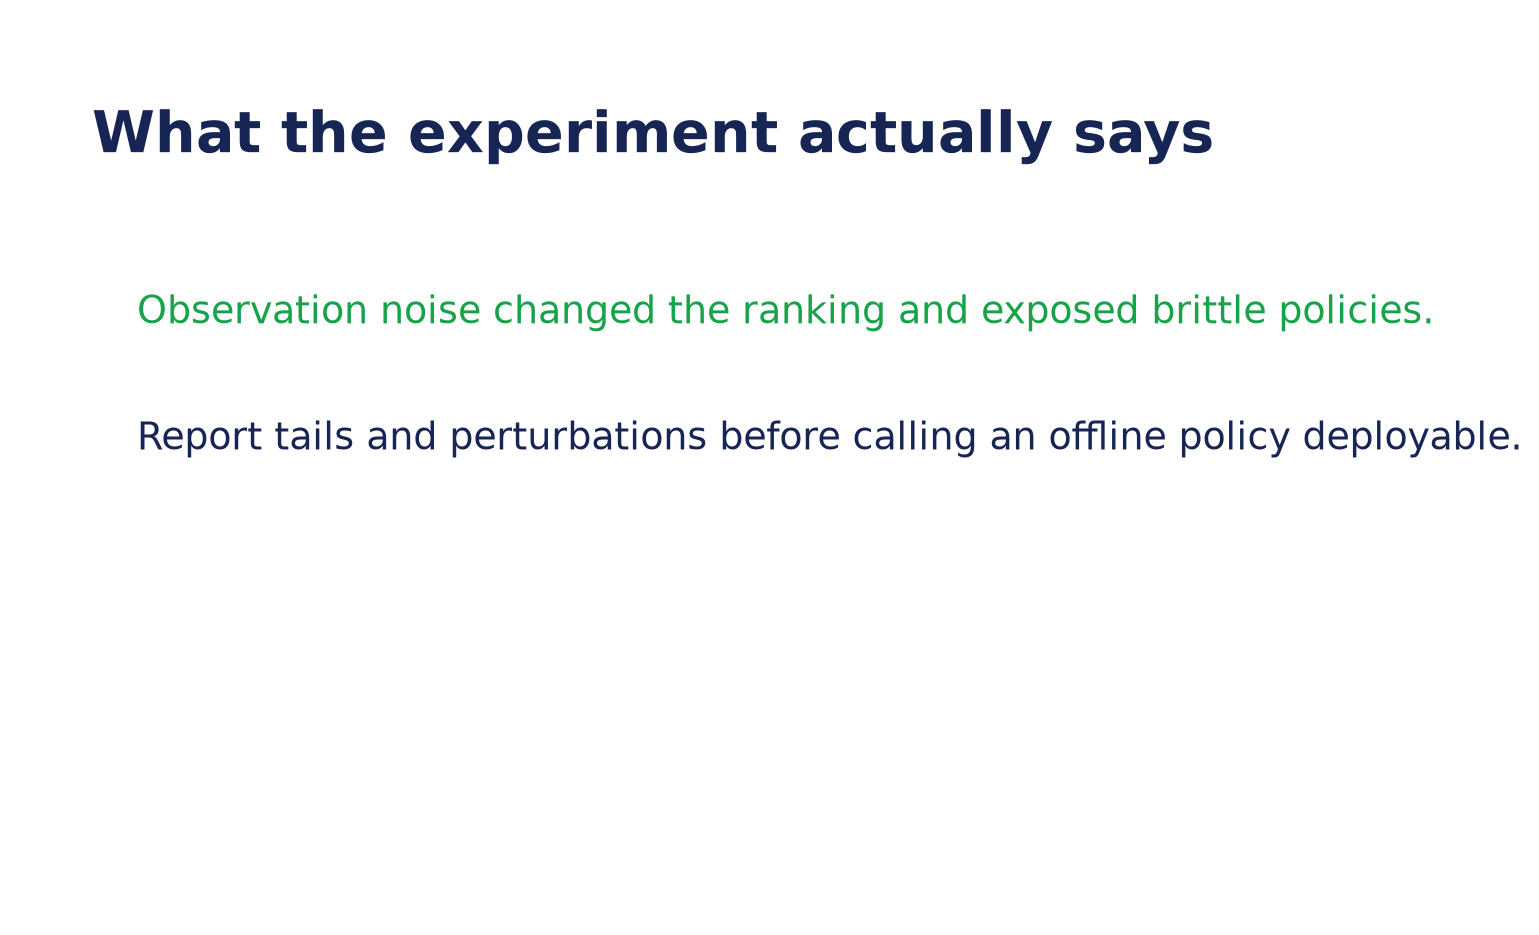 What the experiment actually says
Observation noise changed the ranking and exposed brittle policies.
Report tails and perturbations before calling an offline policy deployable.